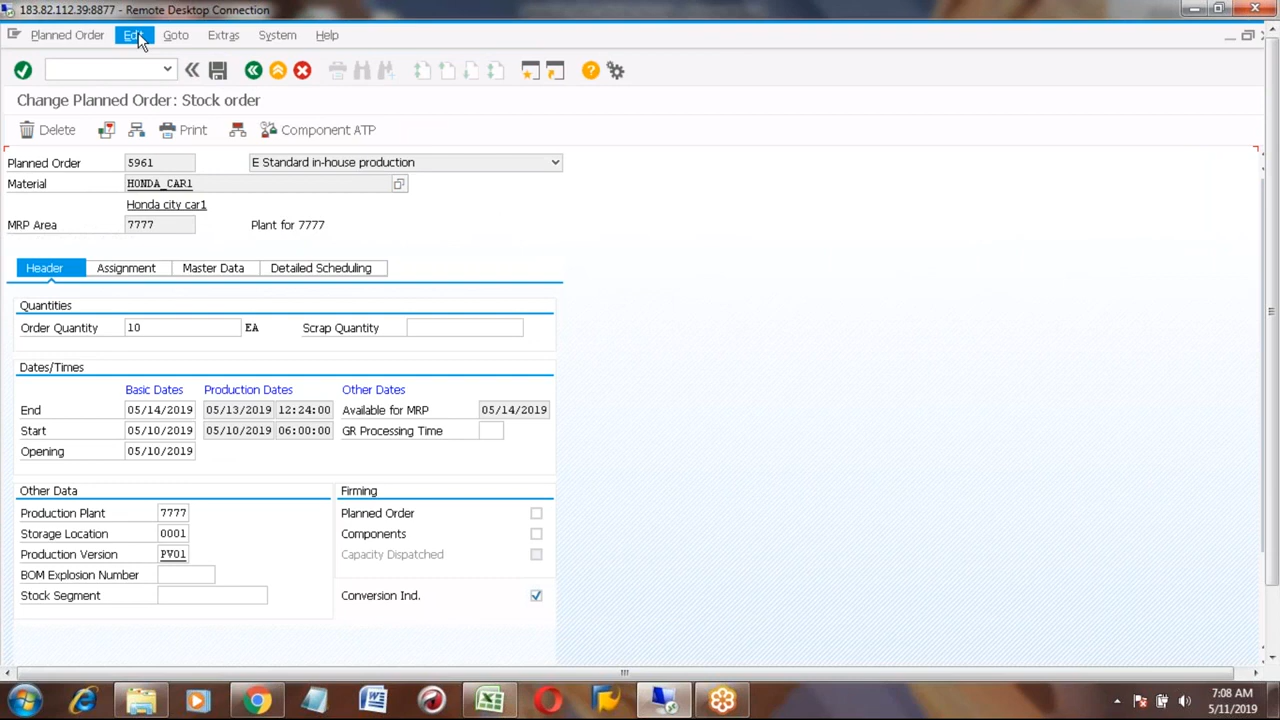 183.82.112.39:8877 - Remote Desktop Connection
Planned Order Edit Goto Extras System Help
Change Planned Order: Stock order
Delete Print Component ATP
Planned Order 5961 E Standard in-house production
Material HONDA_CAR1
Honda city car1
MRP Area 7777 Plant for 7777
Header Assignment Master Data Detailed Scheduling
Quantities
Order Quantity 10 EA Scrap Quantity
Dates/Times
Basic Dates Production Dates Other Dates
End 05/14/2019 05/13/2019 12:24:00 Available for MRP 05/14/2019
Start 05/10/2019 05/10/2019 06:00:00 GR Processing Time
Opening 05/10/2019
Other Data Firming
Production Plant 7777 Planned Order
Storage Location 0001 Components
Production Version PV01 Capacity Dispatched
BOM Explosion Number
Stock Segment Conversion Ind.
7:08 AM
5/11/2019